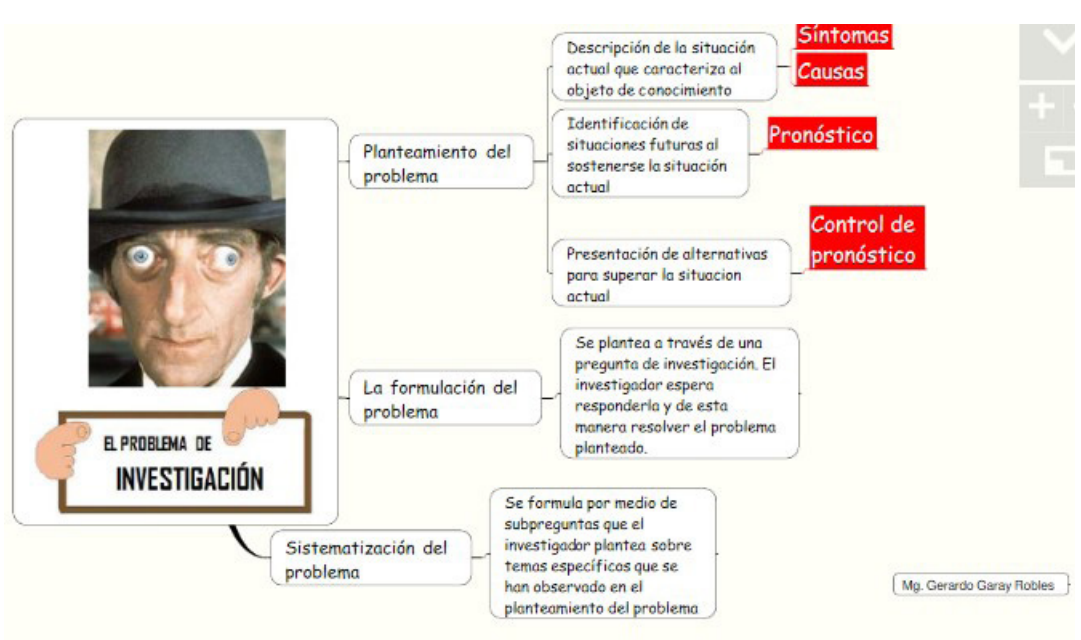 EL PROBLEMA DE
INVESTIGACIÓN
Planteamiento del
problema
Descripción de la situación
actual que caracteriza al
objeto de conocimiento
Síntomas
Causas
Identificación de
situaciones futuras al
sostenerse la situación
actual
Pronóstico
Presentación de alternativas
para superar la situacion
actual
Control de
pronóstico
La formulación del
problema
Se plantea a través de una
pregunta de investigación. El
investigador espera
responderla y de esta
manera resolver el problema
planteado.
Sistematización del
problema
Se formula por medio de
subpreguntas que el
investigador plantea sobre
temas específicos que se
han observado en el
planteamiento del problema
Mg. Gerardo Garay Robles